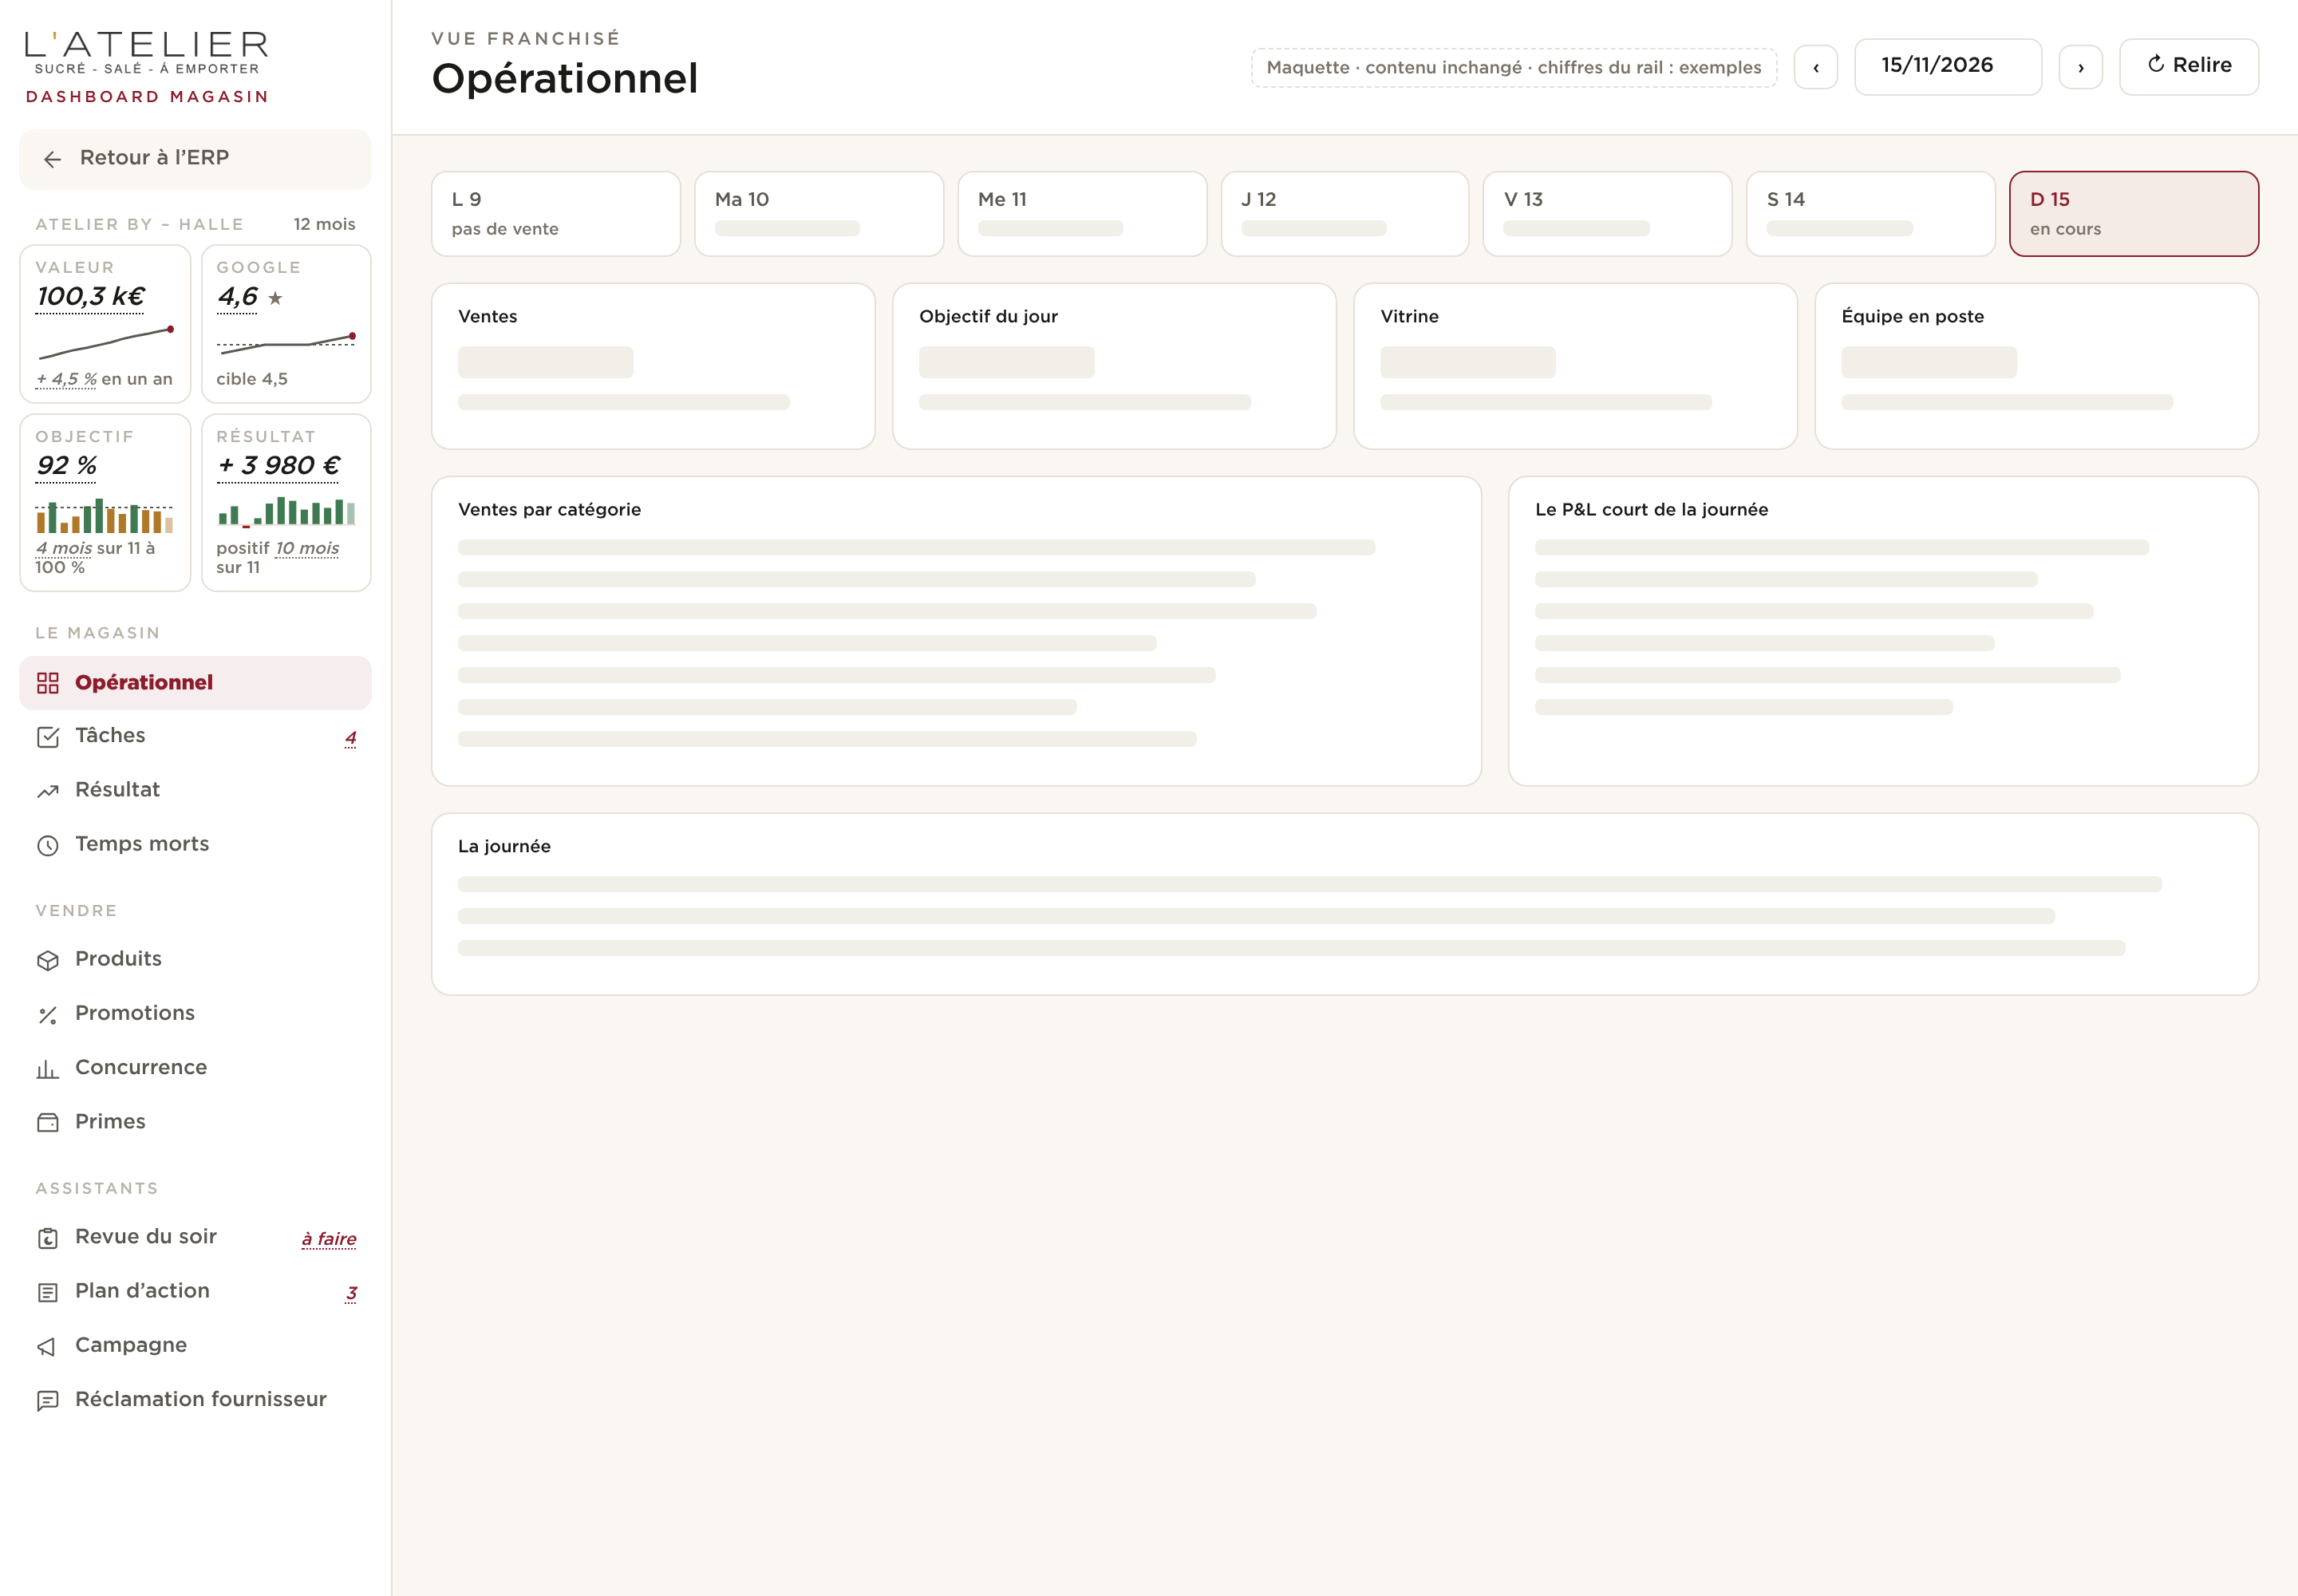 L'ATELIER
SUCRÉ - SALÉ - À EMPORTER
DASHBOARD MAGASIN
← Retour à l’ERP
ATELIER BY – HALLE 12 mois
VALEUR
100,3 k€
+ 4,5 % en un an
GOOGLE
4,6 ★
cible 4,5
OBJECTIF
92 %
4 mois sur 11 à
100 %
RÉSULTAT
+ 3 980 €
positif 10 mois
sur 11
LE MAGASIN
Opérationnel
Tâches 4
Résultat
Temps morts
VENDRE
Produits
Promotions
Concurrence
Primes
ASSISTANTS
Revue du soir à faire
Plan d’action 3
Campagne
Réclamation fournisseur
VUE FRANCHISÉ
Opérationnel
Maquette · contenu inchangé · chiffres du rail : exemples
‹ 15/11/2026 › ↻ Relire
L 9
pas de vente
Ma 10
Me 11
J 12
V 13
S 14
D 15
en cours
Ventes
Objectif du jour
Vitrine
Équipe en poste
Ventes par catégorie
Le P&L court de la journée
La journée